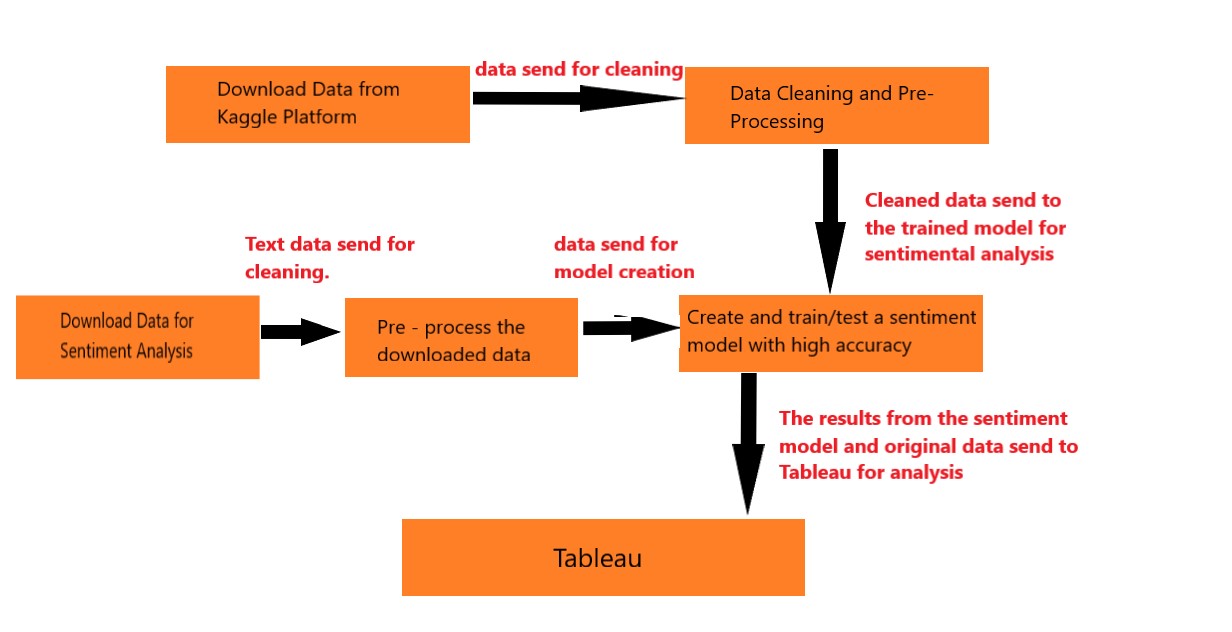 data send for cleaning
Download Data from
Kaggle Platform
Data Cleaning and Pre-
Processing
Cleaned data send to
the trained model for
sentimental analysis
Text data send for
cleaning.
data send for
model creation
Download Data for
Sentiment Analysis
Pre - process the
downloaded data
Create and train/test a sentiment
model with high accuracy
The results from the sentiment
model and original data send to
Tableau for analysis
Tableau